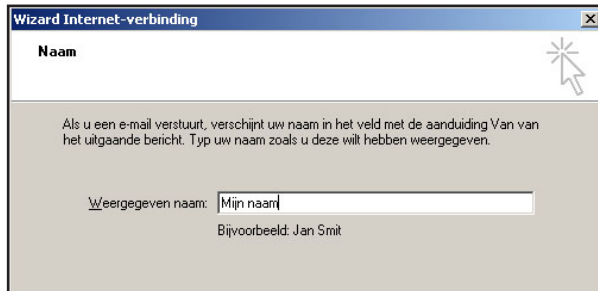 Wizard Internet-verbinding
Naam
Als u een e-mail verstuurt, verschijnt uw naam in het veld met de aanduiding Van van
het uitgaande bericht. Typ uw naam zoals u deze wilt hebben weergegeven.
Weergegeven naam: Mijn naam
Bijvoorbeeld: Jan Smit